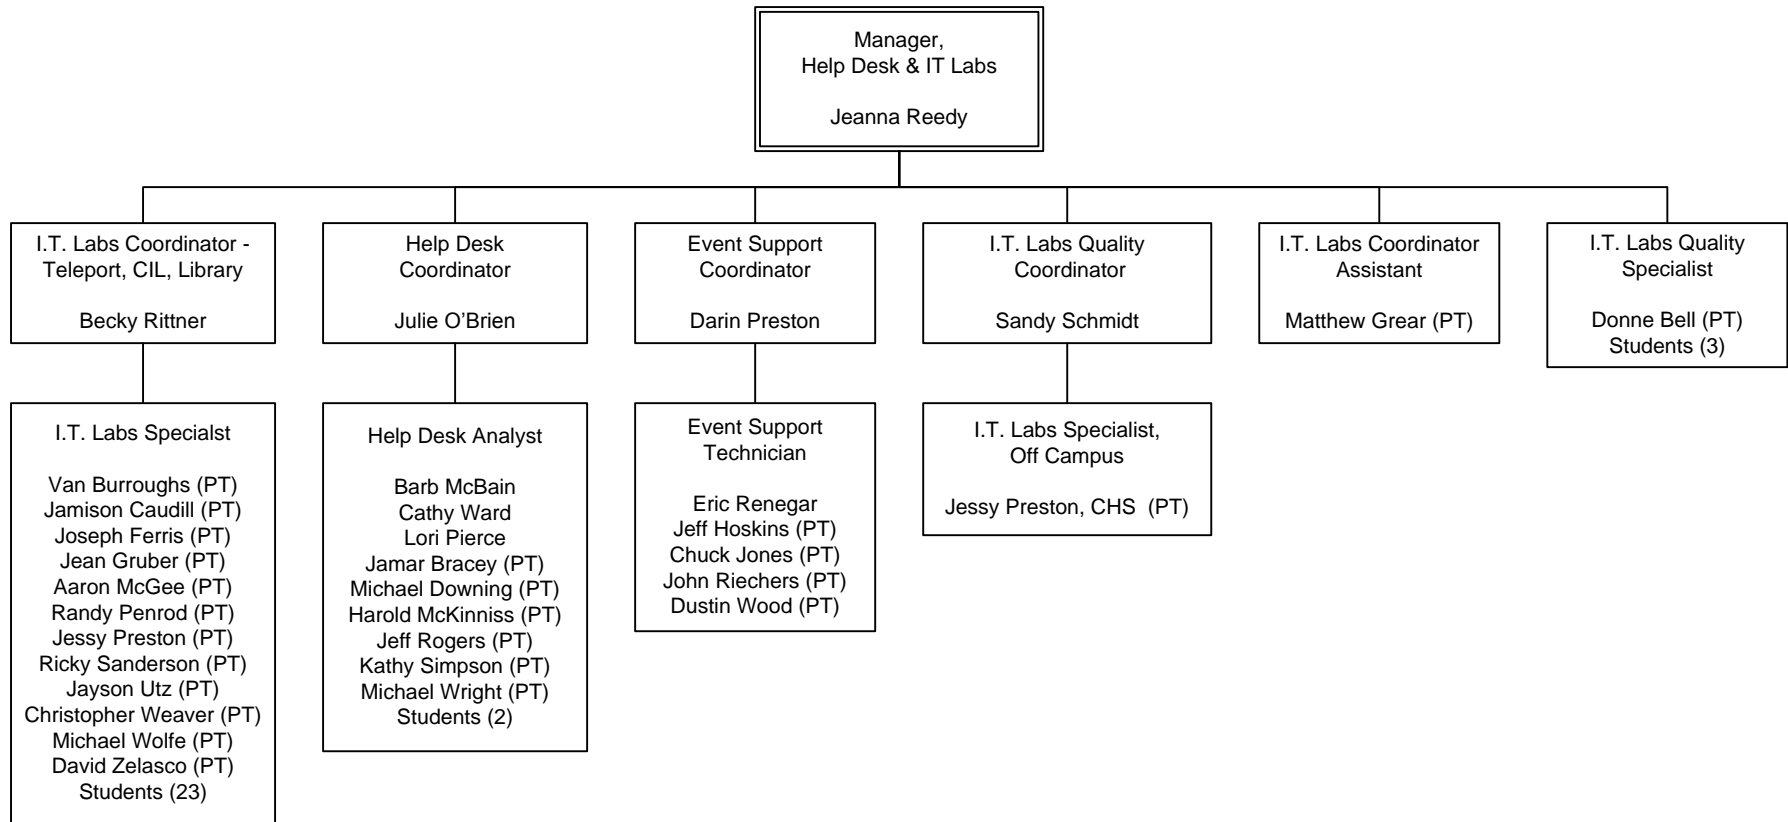 Manager,
Help Desk & IT Labs
Jeanna Reedy
I.T. Labs Coordinator -
Teleport, CIL, Library
Becky Rittner
Help Desk
Coordinator
Julie O’Brien
Event Support
Coordinator
Darin Preston
I.T. Labs Quality
Coordinator
Sandy Schmidt
I.T. Labs Coordinator
Assistant
Matthew Grear (PT)
I.T. Labs Quality
Specialist
Donne Bell (PT)
Students (3)
I.T. Labs Specialst
Van Burroughs (PT)
Jamison Caudill (PT)
Joseph Ferris (PT)
Jean Gruber (PT)
Aaron McGee (PT)
Randy Penrod (PT)
Jessy Preston (PT)
Ricky Sanderson (PT)
Jayson Utz (PT)
Christopher Weaver (PT)
Michael Wolfe (PT)
David Zelasco (PT)
Students (23)
Help Desk Analyst
Barb McBain
Cathy Ward
Lori Pierce
Jamar Bracey (PT)
Michael Downing (PT)
Harold McKinniss (PT)
Jeff Rogers (PT)
Kathy Simpson (PT)
Michael Wright (PT)
Students (2)
Event Support
Technician
Eric Renegar
Jeff Hoskins (PT)
Chuck Jones (PT)
John Riechers (PT)
Dustin Wood (PT)
I.T. Labs Specialist,
Off Campus
Jessy Preston, CHS (PT)